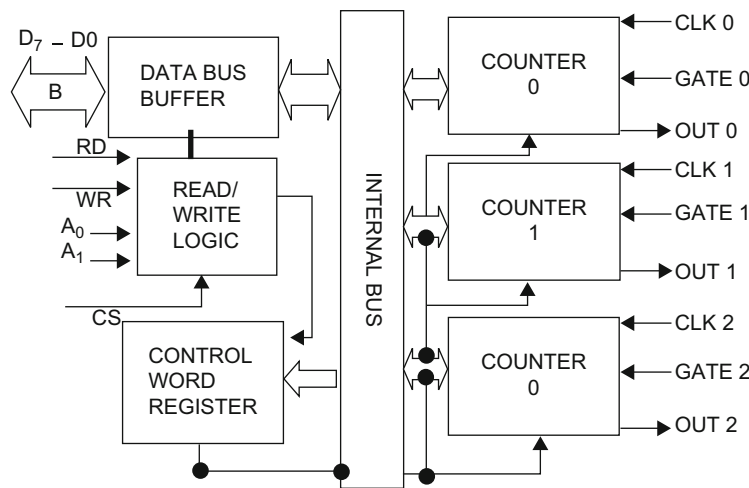 D7 – D0
B
DATA BUS
BUFFER
RD
WR
A0
A1
CS
READ/
WRITE
LOGIC
CONTROL
WORD
REGISTER
INTERNAL BUS
COUNTER
0
CLK 0
GATE 0
OUT 0
COUNTER
1
CLK 1
GATE 1
OUT 1
COUNTER
0
CLK 2
GATE 2
OUT 2